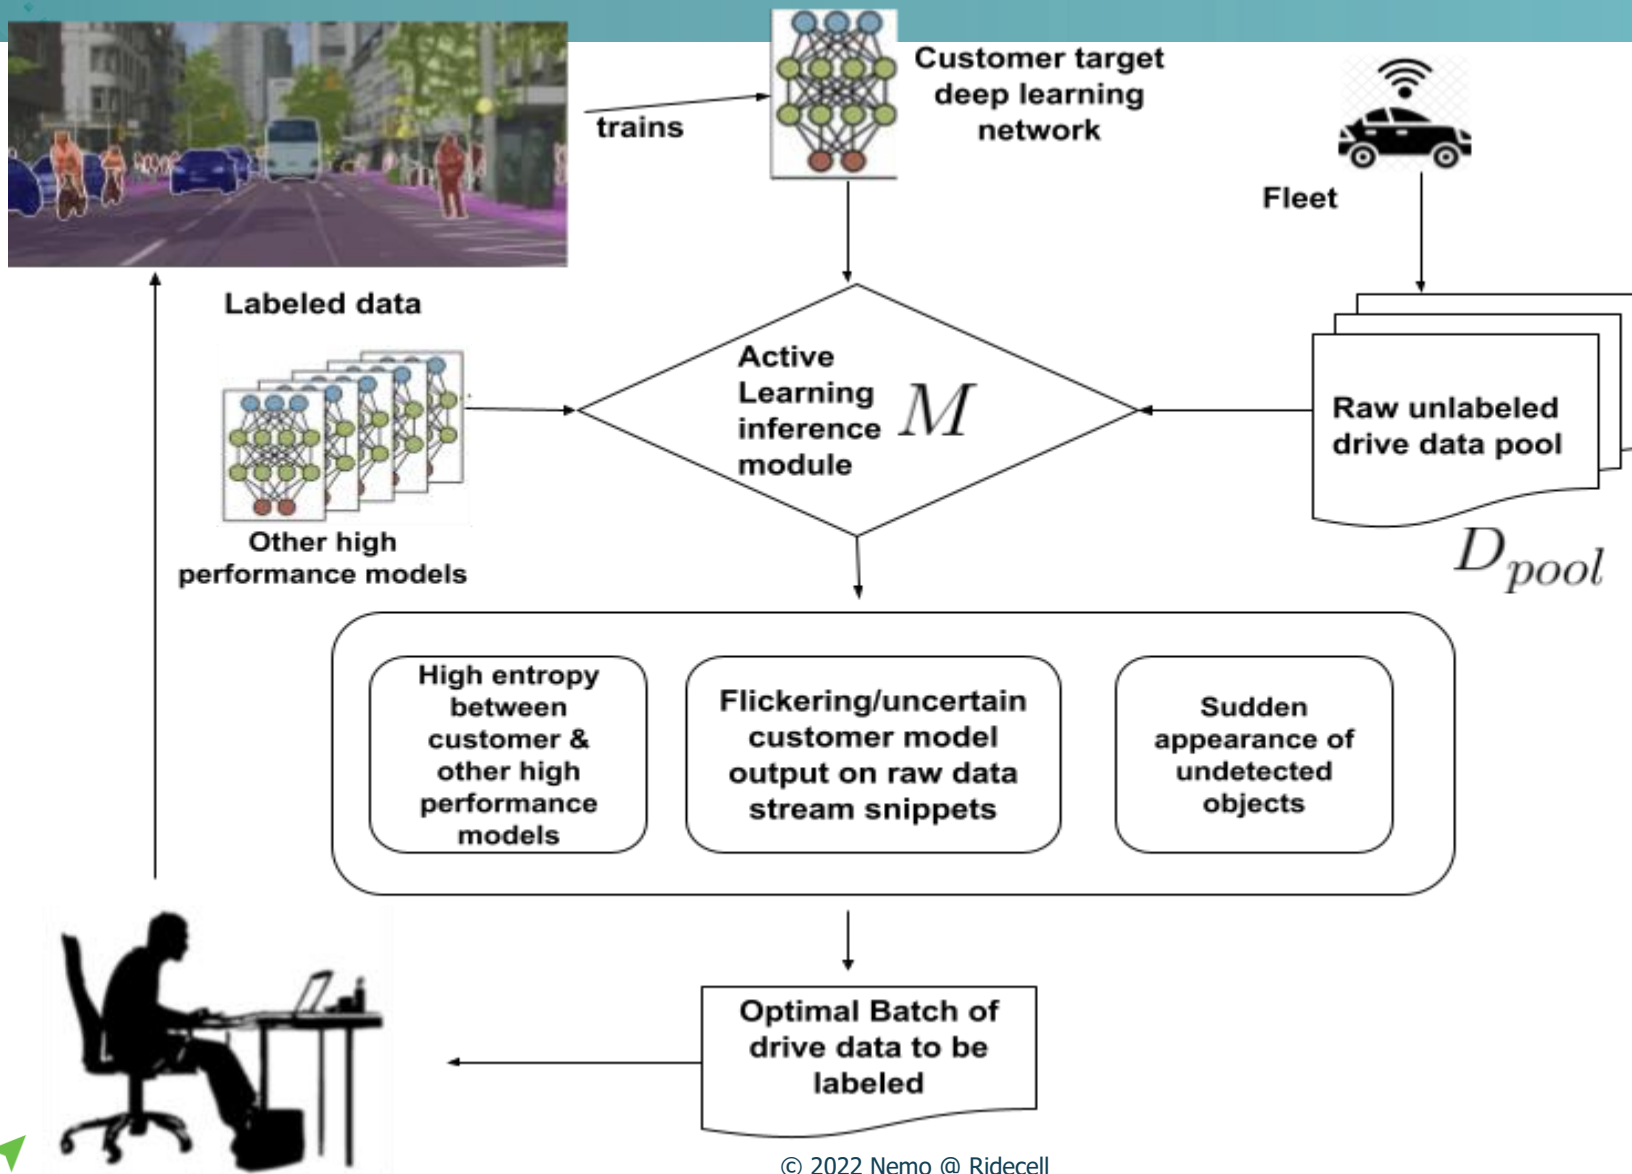 Customer target
deep learning
network
trains
Fleet
Labeled data
Active
Learning
inference
module
M
Raw unlabeled
drive data pool
D_pool
Other high
performance models
High entropy
between
customer &
other high
performance
models
Flickering/uncertain
customer model
output on raw data
stream snippets
Sudden
appearance of
undetected
objects
Optimal Batch of
drive data to be
labeled
© 2022 Nemo @ Ridecell